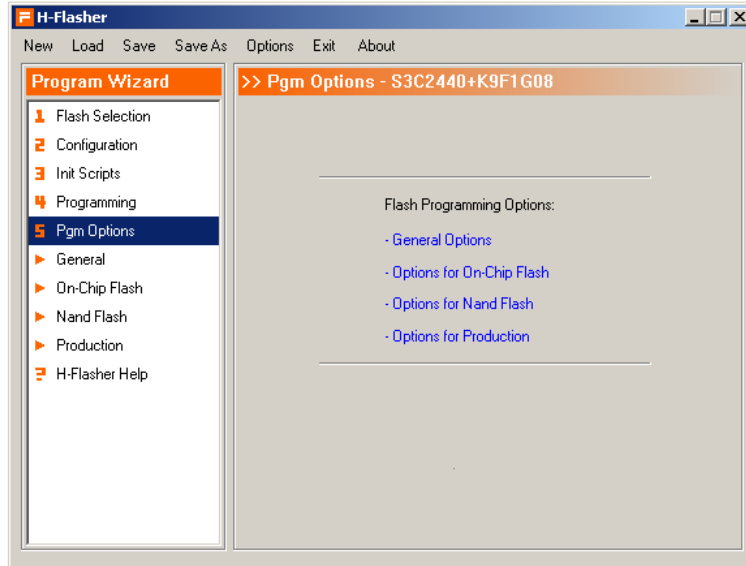 H-Flasher
New Load Save Save As Options Exit About
Program Wizard
1 Flash Selection
2 Configuration
3 Init Scripts
4 Programming
5 Pgm Options
General
On-Chip Flash
Nand Flash
Production
? H-Flasher Help
>> Pgm Options - S3C2440+K9F1G08
Flash Programming Options:
- General Options
- Options for On-Chip Flash
- Options for Nand Flash
- Options for Production